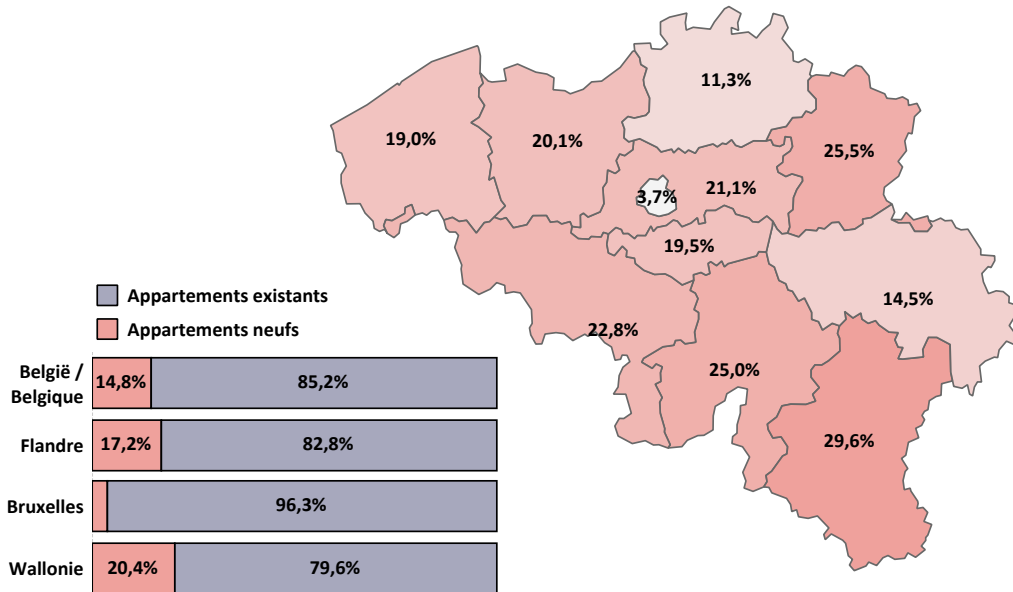 11,3%
19,0%
20,1%
25,5%
3,7%
21,1%
19,5%
14,5%
22,8%
25,0%
29,6%
Appartements existants
Appartements neufs
België /
Belgique
14,8%
85,2%
Flandre
17,2%
82,8%
Bruxelles
96,3%
Wallonie
20,4%
79,6%